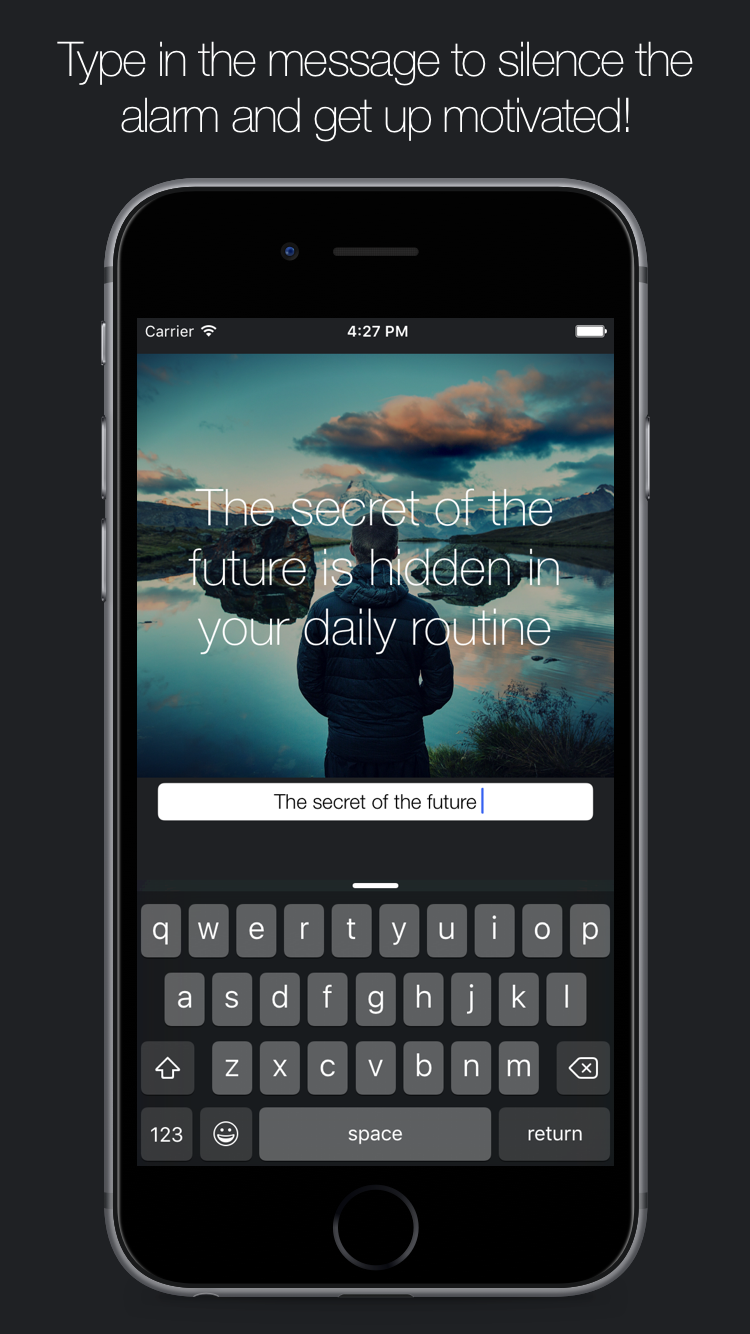 Type in the message to silence the
alarm and get up motivated!
Carrier 4:27 PM
The secret of the
future is hidden in
your daily routine
The secret of the future
q w e r t y u i o p
a s d f g h j k l
z x c v b n m
123 space return